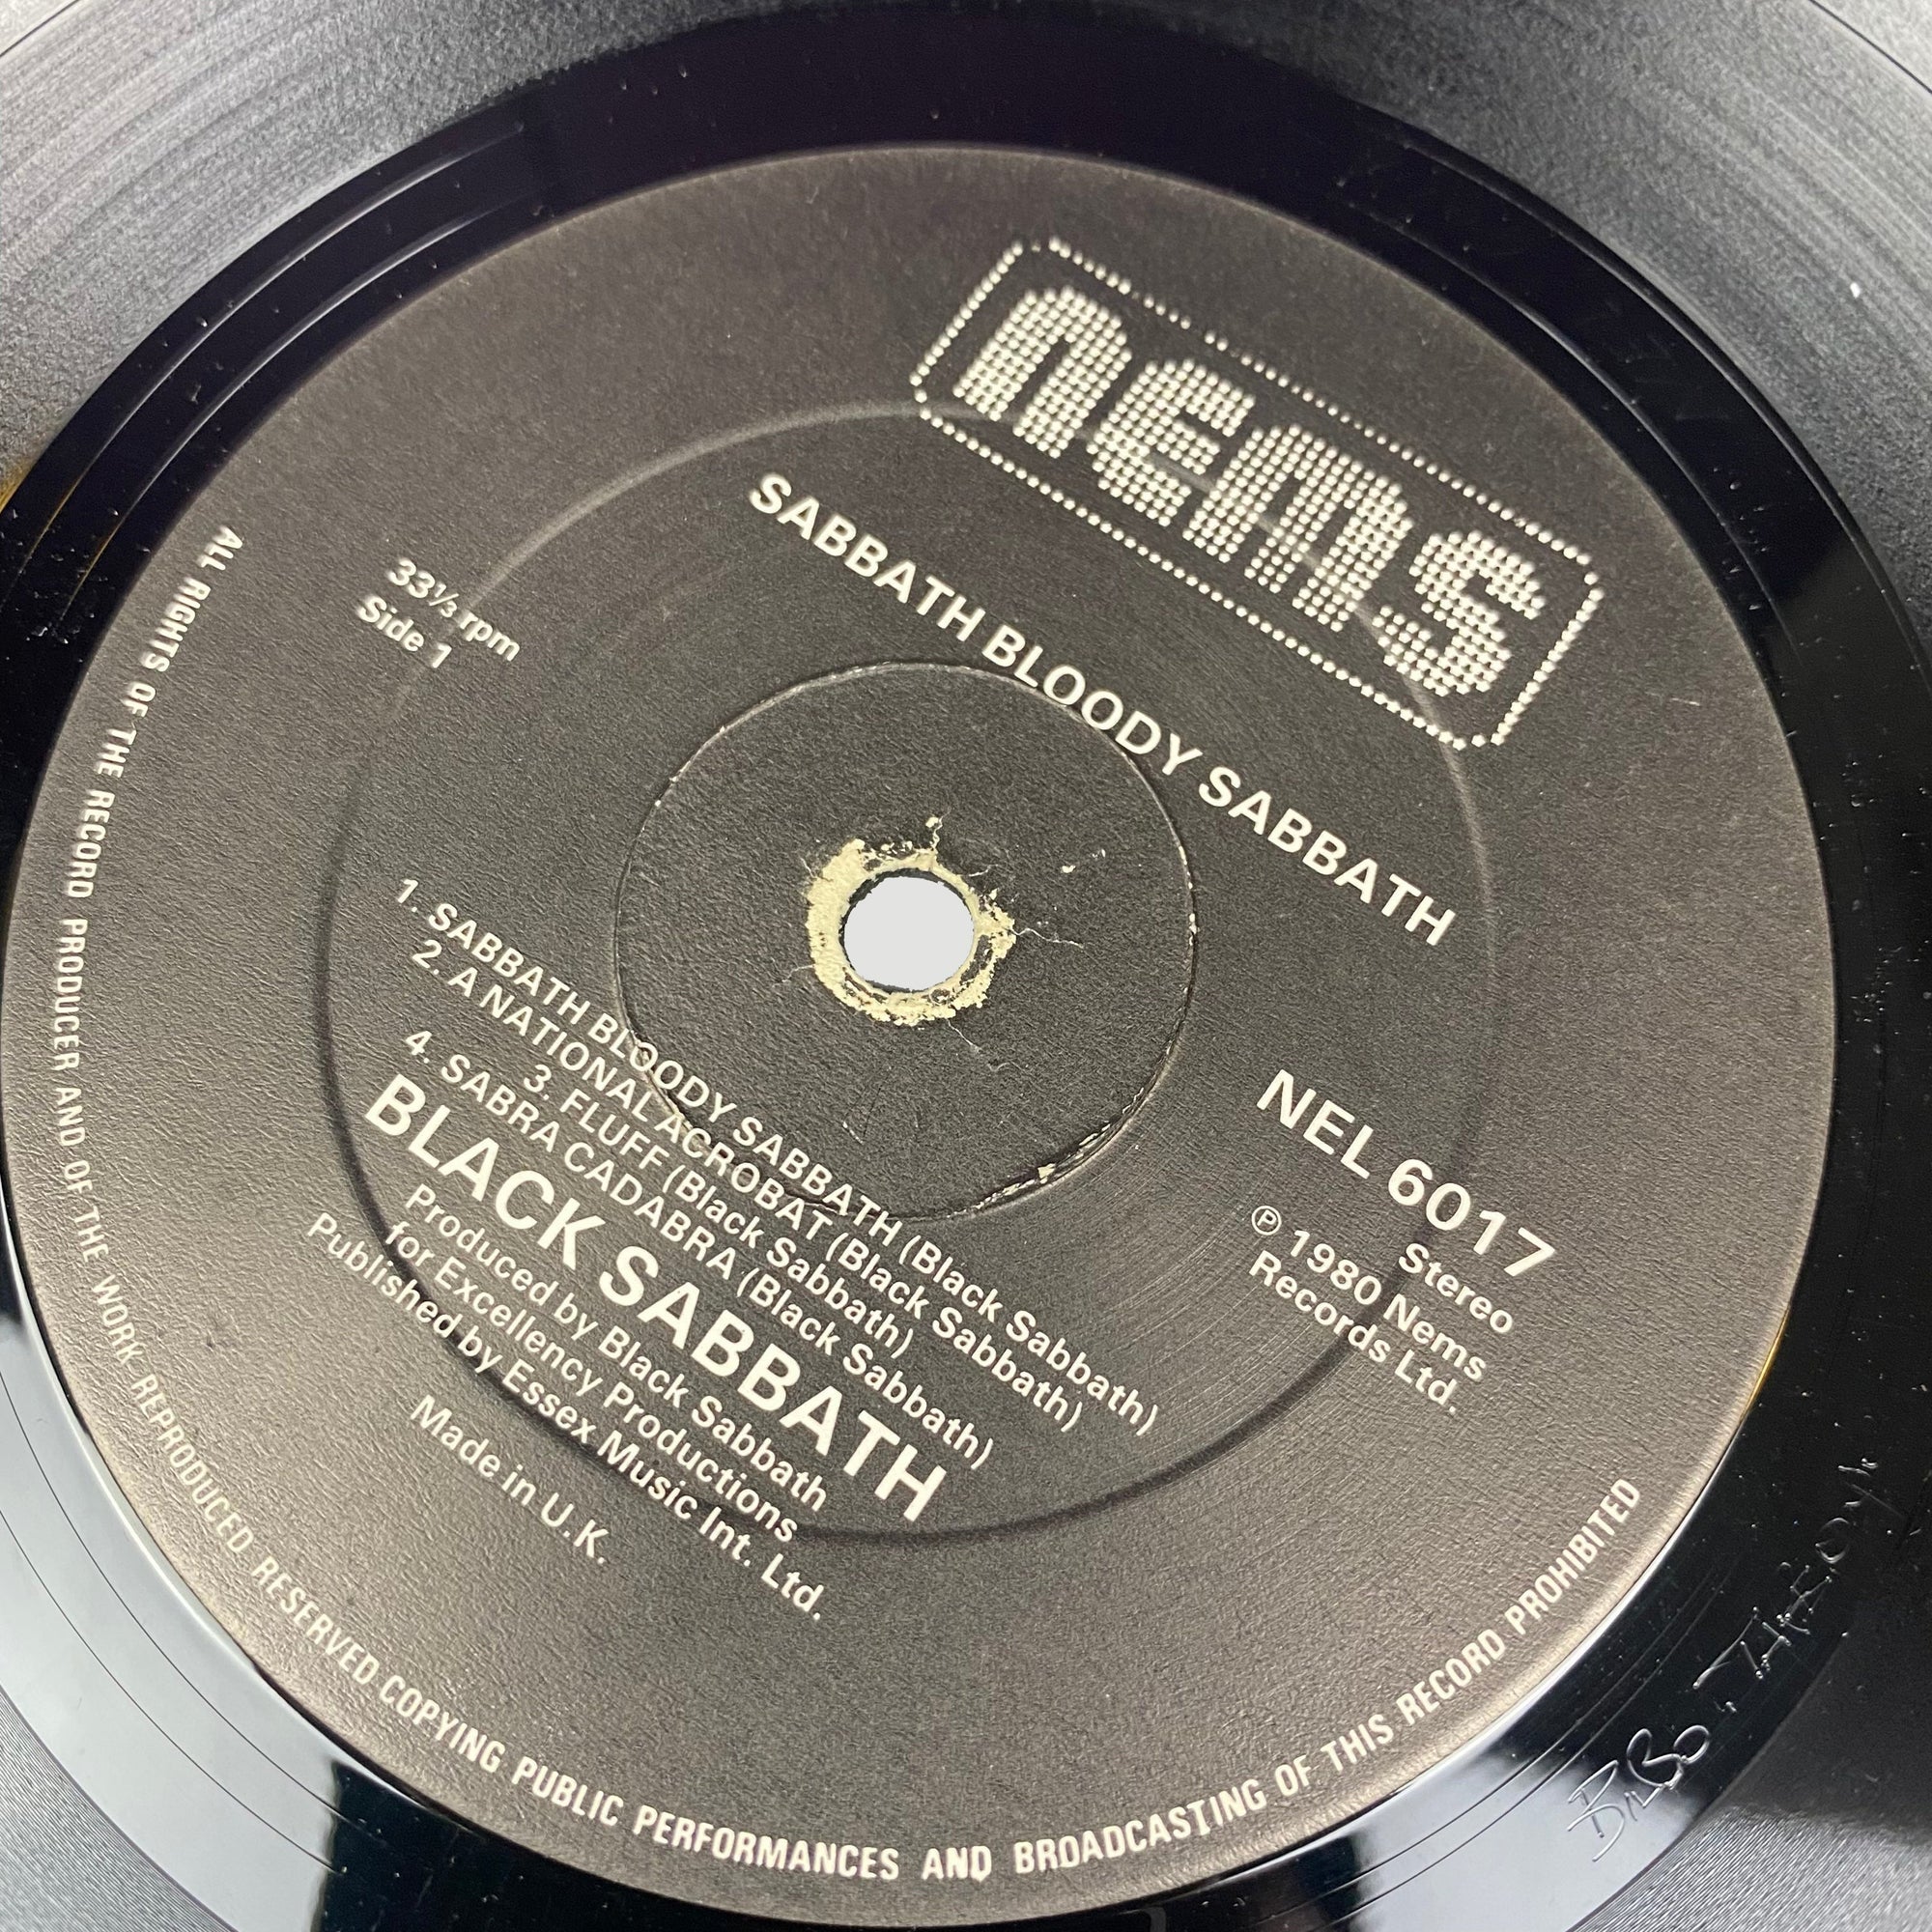 nems
SABBATH BLOODY SABBATH
33⅓ rpm
Side 1
NEL 6017
Stereo
℗ 1980 Nems
Records Ltd.
1. SABBATH BLOODY SABBATH (Black Sabbath)
2. A NATIONAL ACROBAT (Black Sabbath)
3. FLUFF (Black Sabbath)
4. SABRA CADABRA (Black Sabbath)
BLACK SABBATH
Produced by Black Sabbath
for Excellency Productions
Published by Essex Music Int. Ltd.
Made in U.K.
ALL RIGHTS OF THE RECORD PRODUCER AND OF THE WORK REPRODUCED RESERVED COPYING PUBLIC PERFORMANCES AND BROADCASTING OF THIS RECORD PROHIBITED
BilBo